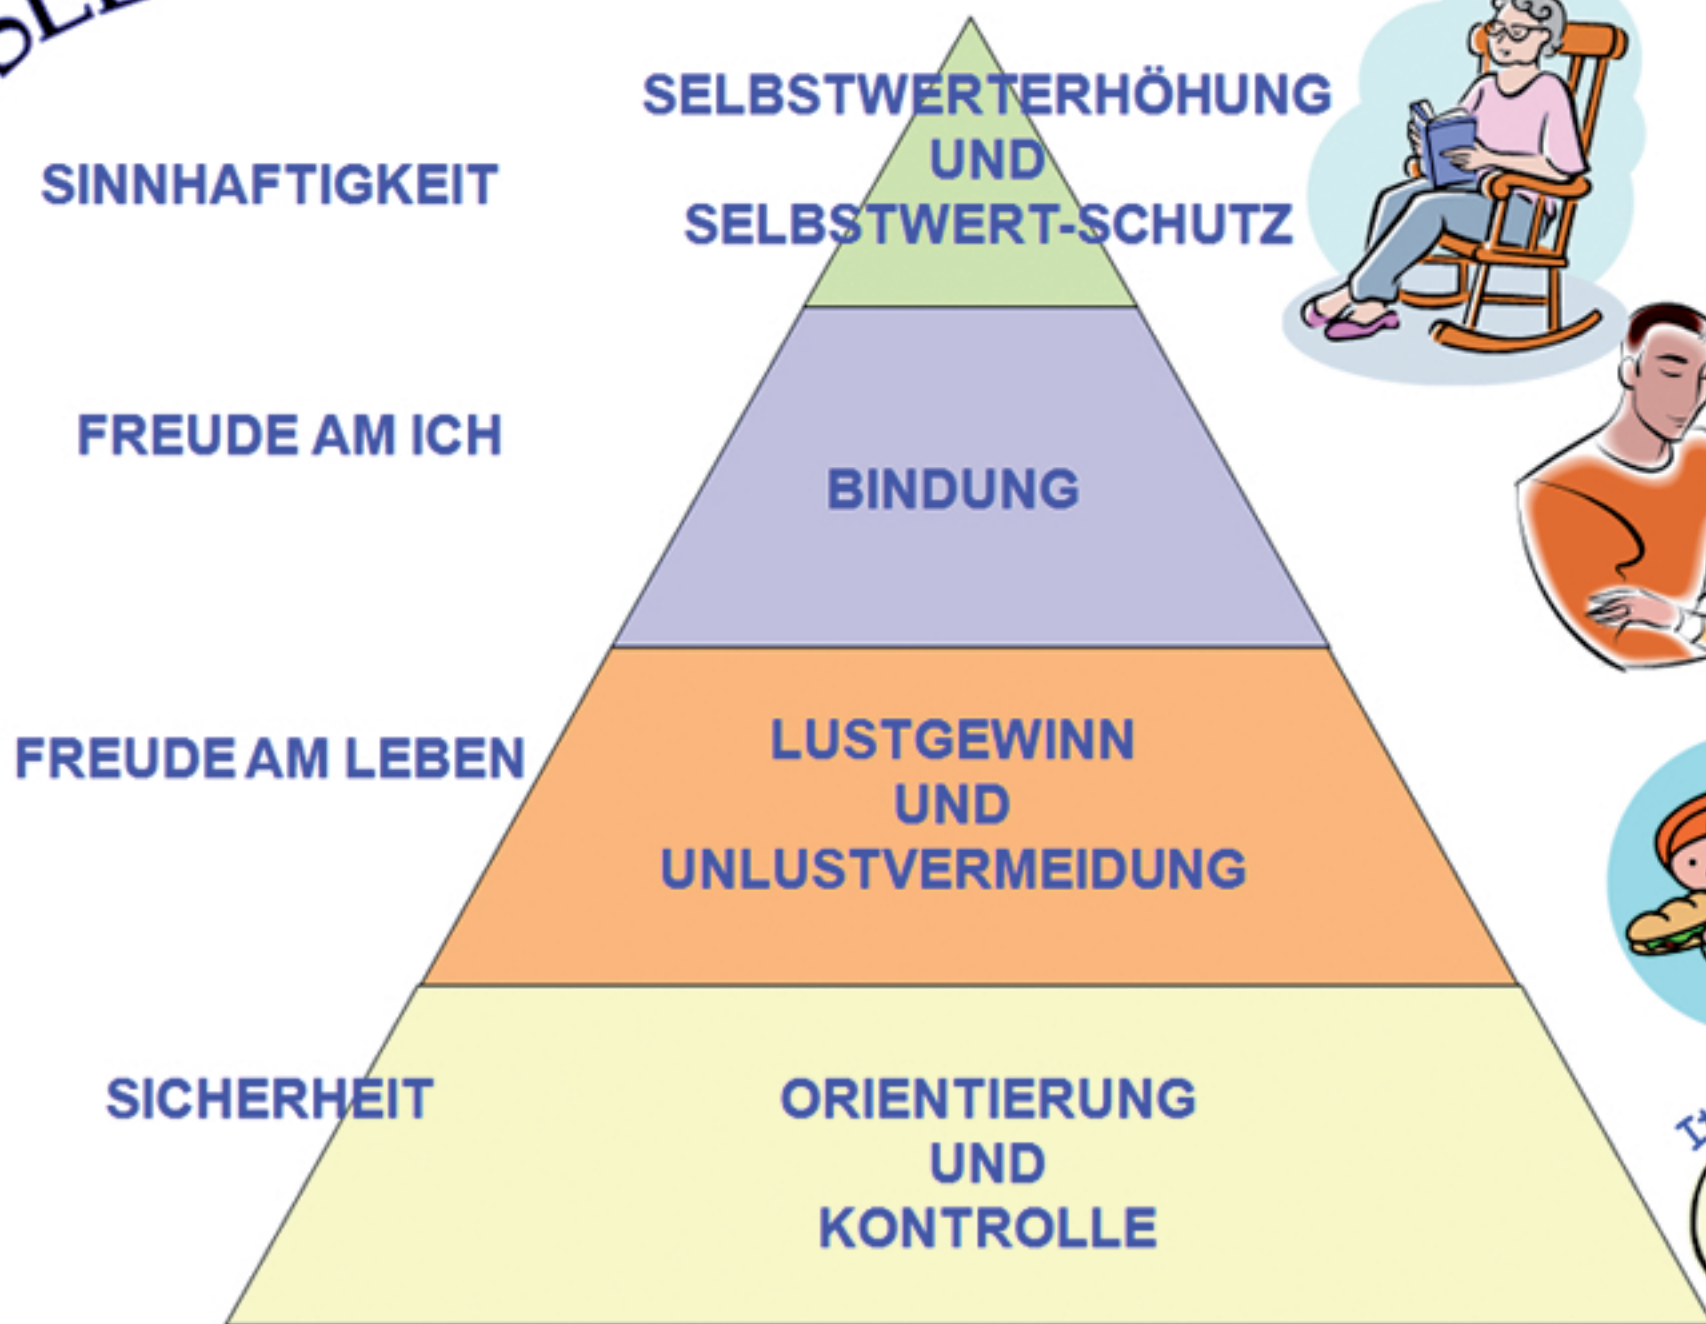 SINNHAFTIGKEIT
SELBSTWERTERHÖHUNG
UND
SELBSTWERT-SCHUTZ
FREUDE AM ICH
BINDUNG
FREUDE AM LEBEN
LUSTGEWINN
UND
UNLUSTVERMEIDUNG
SICHERHEIT
ORIENTIERUNG
UND
KONTROLLE